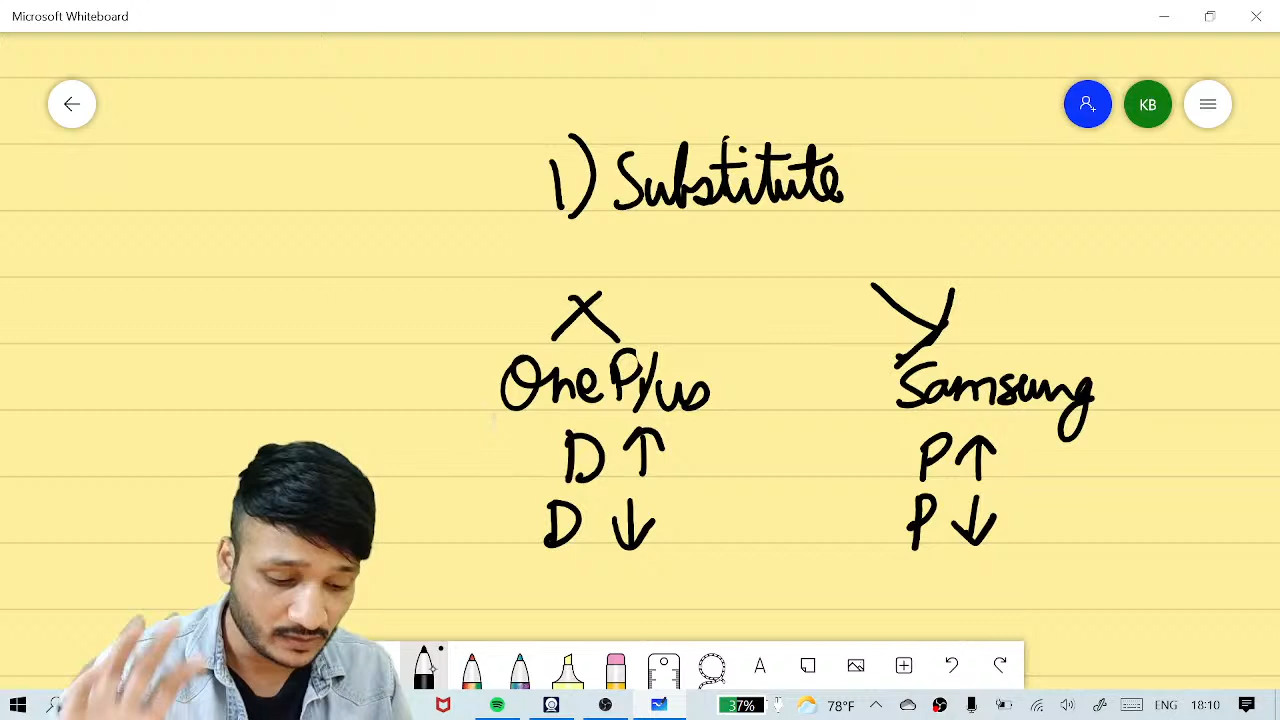 Microsoft Whiteboard
KB
1) Substitute
X Y
OnePlus Samsung
D ↑ P ↑
D ↓ P ↓
A
37% 78°F ENG 18:10